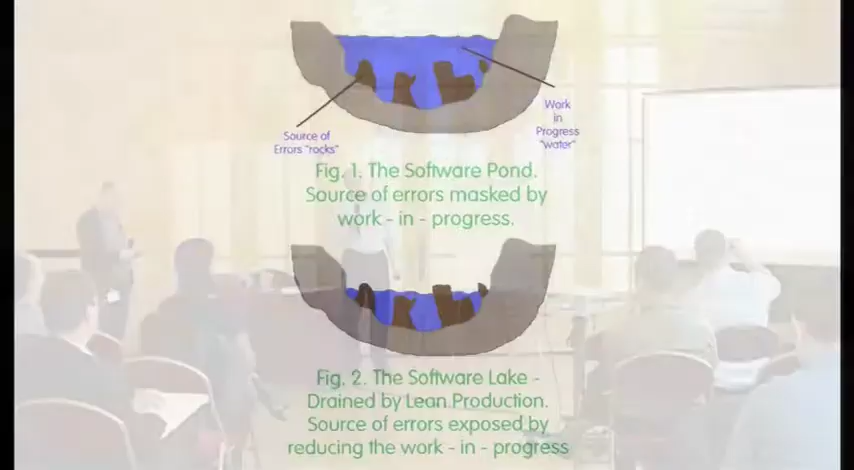 Source of
Errors "rocks"
Work
in
Progress
"water"
Fig. 1. The Software Pond.
Source of errors masked by
work - in - progress.
Fig. 2. The Software Lake -
Drained by Lean Production.
Source of errors exposed by
reducing the work - in - progress